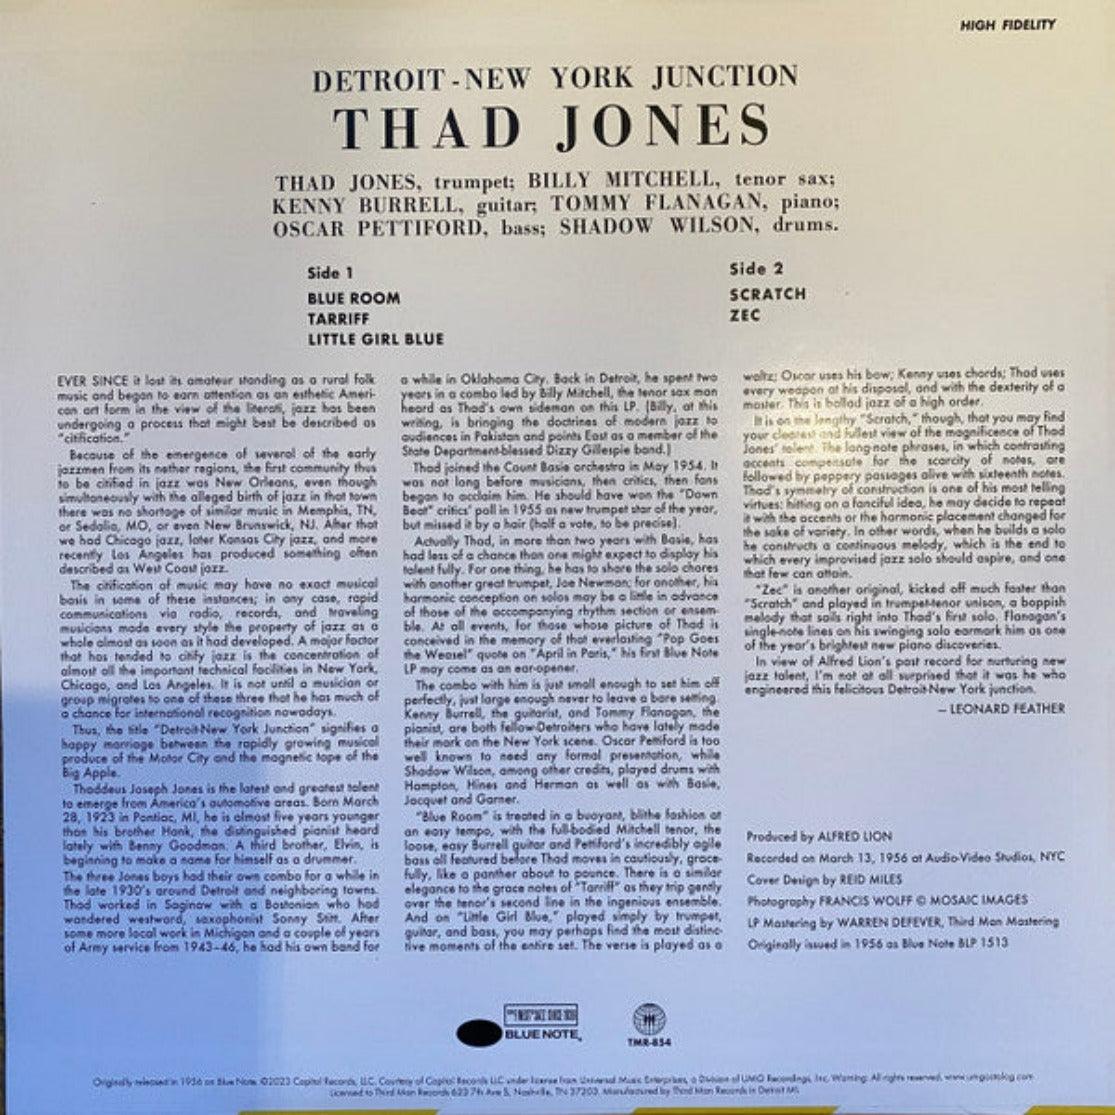 HIGH FIDELITY
DETROIT-NEW YORK JUNCTION
THAD JONES
THAD JONES, trumpet; BILLY MITCHELL, tenor sax;
KENNY BURRELL, guitar; TOMMY FLANAGAN, piano;
OSCAR PETTIFORD, bass; SHADOW WILSON, drums.
Side 1
BLUE ROOM
TARRIFF
LITTLE GIRL BLUE
Side 2
SCRATCH
ZEC
EVER SINCE it lost its amateur standing as a rural folk
music and began to earn attention as an esthetic Ameri-
can art form in the view of the literati, jazz has been
undergoing a process that might best be described as
"citification."
Because of the emergence of several of the early
jazzmen from its nether regions, the first community thus
to be citified in jazz was New Orleans, even though
simultaneously with the alleged birth of jazz in that town
there was no shortage of similar music in Memphis, TN,
or Sedalia, MO, or even New Brunswick, NJ. After that
we had Chicago jazz, later Kansas City jazz, and more
recently Los Angeles has produced something often
described as West Coast jazz.
The citification of music may have no exact musical
basis in some of these instances; in any case, rapid
communications via radio, records, and traveling
musicians made every style the property of jazz as a
whole almost as soon as it had developed. A major factor
that has tended to citify jazz is the concentration of
almost all the important technical facilities in New York,
Chicago, and Los Angeles. It is not until a musician or
group migrates to one of these three that he has much of
a chance for international recognition nowadays.
Thus, the title "Detroit-New York Junction" signifies a
happy marriage between the rapidly growing musical
produce of the Motor City and the magnetic tape of the
Big Apple.
Thaddeus Joseph Jones is the latest and greatest talent
to emerge from America's automotive areas. Born March
28, 1923 in Pontiac, MI, he is almost five years younger
than his brother Hank, the distinguished pianist heard
lately with Benny Goodman. A third brother, Elvin, is
beginning to make a name for himself as a drummer.
The three Jones boys had their own combo for a while in
the late 1930's around Detroit and neighboring towns.
Thad worked in Saginaw with a Bostonian who had
wandered westward, saxophonist Sonny Stitt. After
some more local work in Michigan and a couple of years
of Army service from 1943-46, he had his own band for
a while in Oklahoma City. Back in Detroit, he spent two
years in a combo led by Billy Mitchell, the tenor sax man
heard as Thad's own sideman on this LP. (Billy, at this
writing, is bringing the doctrines of modern jazz to
audiences in Pakistan and points East as a member of the
State Department-blessed Dizzy Gillespie band.)
Thad joined the Count Basie orchestra in May 1954. It
was not long before musicians, then critics, then fans
began to acclaim him. He should have won the "Down
Beat" critics' poll in 1955 as new trumpet star of the year,
but missed it by a hair (half a vote, to be precise).
Actually Thad, in more than two years with Basie, has
had less of a chance than one might expect to display his
talent fully. For one thing, he has to share the solo chores
with another great trumpet, Joe Newman; for another, his
harmonic conception on solos may be a little in advance
of those of the accompanying rhythm section or ensem-
ble. At all events, for those whose picture of Thad is
conceived in the memory of that everlasting "Pop Goes
the Weasel" quote on "April in Paris," his first Blue Note
LP may come as an ear-opener.
The combo with him is just small enough to set him off
perfectly, just large enough never to leave a bare setting.
Kenny Burrell, the guitarist, and Tommy Flanagan, the
pianist, are both fellow-Detroiters who have lately made
their mark on the New York scene. Oscar Pettiford is too
well known to need any formal presentation, while
Shadow Wilson, among other credits, played drums with
Hampton, Hines and Herman as well as with Basie,
Jacquet and Garner.
"Blue Room" is treated in a buoyant, blithe fashion at
an easy tempo, with the full-bodied Mitchell tenor, the
loose, easy Burrell guitar and Pettiford's incredibly agile
bass all featured before Thad moves in cautiously, grace-
fully, like a panther about to pounce. There is a similar
elegance to the grace notes of "Tarriff" as they trip gently
over the tenor's second line in the ingenious ensemble.
And on "Little Girl Blue," played simply by trumpet,
guitar, and bass, you may perhaps find the most distinc-
tive moments of the entire set. The verse is played as a
waltz; Oscar uses his bow; Kenny uses chords; Thad uses
every weapon at his disposal, and with the dexterity of a
master. This is ballad jazz of a high order.
It is on the lengthy "Scratch," though, that you may find
your clearest and fullest view of the magnificence of Thad
Jones' talent. The long-note phrases, in which contrasting
accents compensate for the scarcity of notes, are
followed by peppery passages alive with sixteenth notes.
Thad's symmetry of construction is one of his most telling
virtues: hitting on a fanciful idea, he may decide to repeat
it with the accents or the harmonic placement changed for
the sake of variety. In other words, when he builds a solo
he constructs a continuous melody, which is the end to
which every improvised jazz solo should aspire, and one
that few can attain.
"Zec" is another original, kicked off much faster than
"Scratch" and played in trumpet-tenor unison, a boppish
melody that sails right into Thad's first solo. Flanagan's
single-note lines on his swinging solo earmark him as one
of the year's brightest new piano discoveries.
In view of Alfred Lion's past record for nurturing new
jazz talent, I'm not at all surprised that it was he who
engineered this felicitous Detroit-New York junction.
— LEONARD FEATHER
Produced by ALFRED LION
Recorded on March 13, 1956 at Audio-Video Studios, NYC
Cover Design by REID MILES
Photography FRANCIS WOLFF © MOSAIC IMAGES
LP Mastering by WARREN DEFEVER, Third Man Mastering
Originally issued in 1956 as Blue Note BLP 1513
BLUE NOTE
TMR-854
Originally released in 1956 on Blue Note. ©2023 Capitol Records, LLC. Courtesy of Capitol Records LLC under license from Universal Music Enterprises, a Division of UMG Recordings, Inc. Warning: All rights reserved. www.umgcatalog.com
Licensed to Third Man Records 623 7th Ave S, Nashville, TN 37203. Manufactured by Third Man Records in Detroit MI.